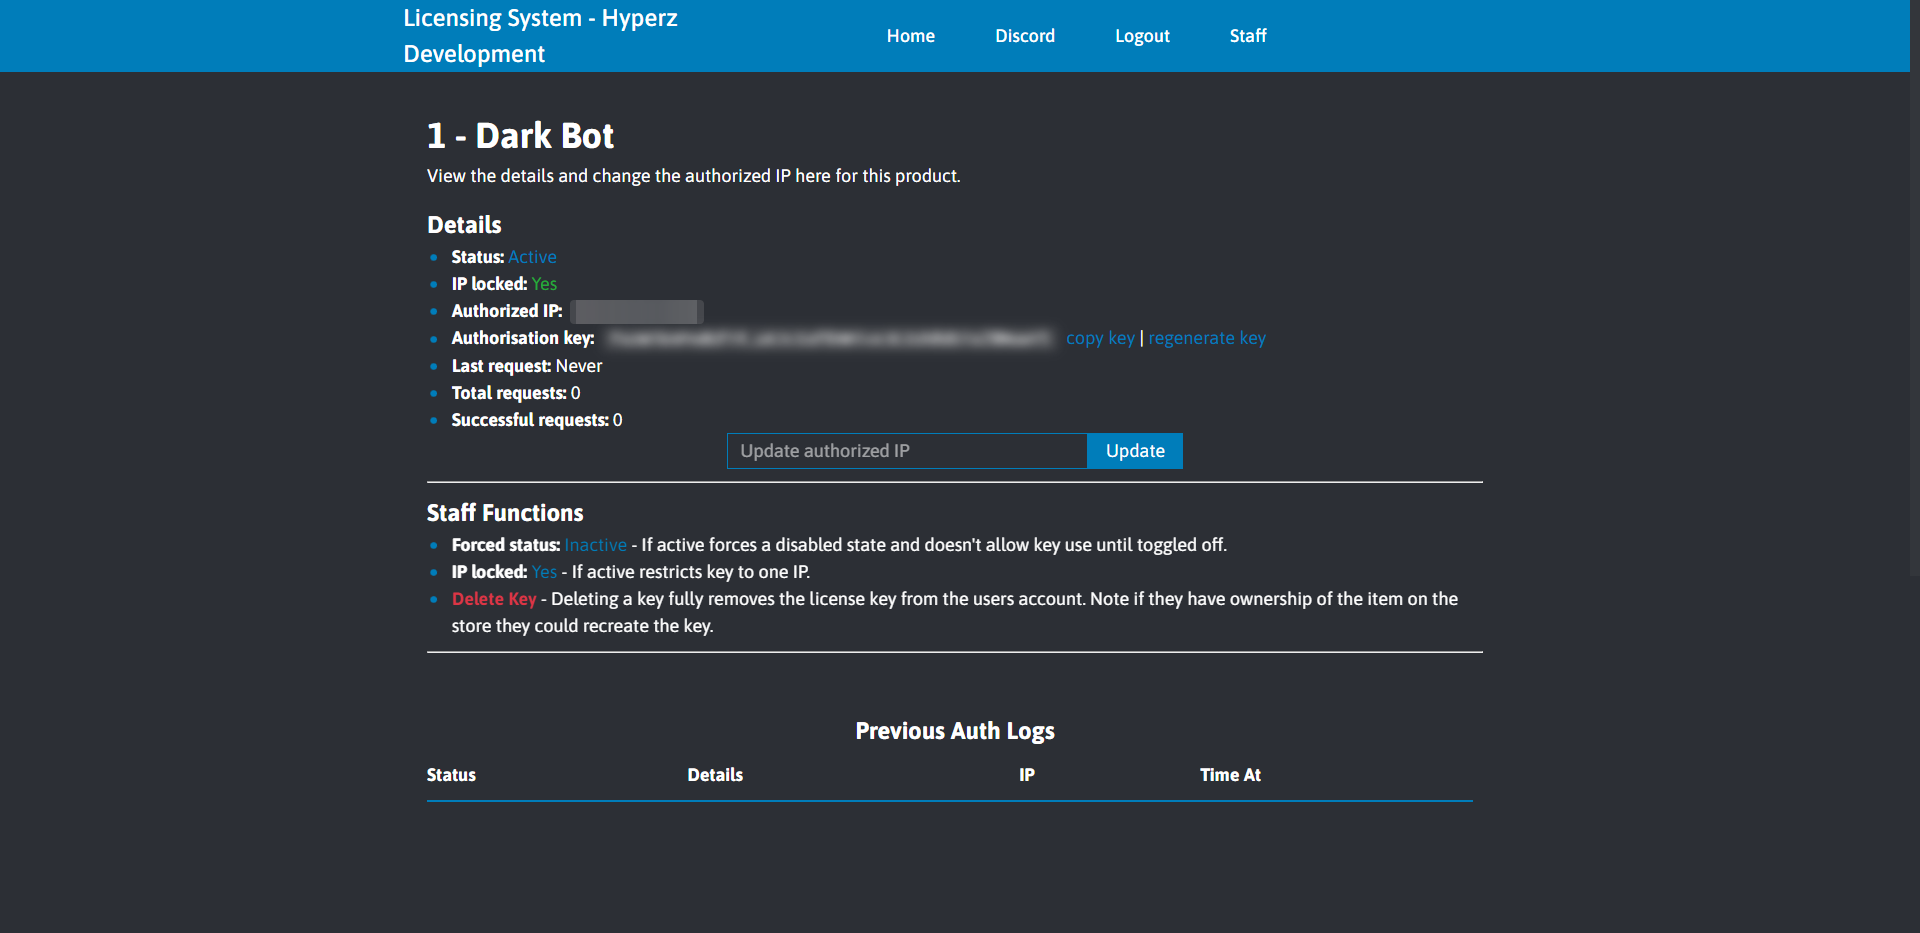 Licensing System - Hyperz
Development
Home
Discord
Logout
Staff
1 - Dark Bot
View the details and change the authorized IP here for this product.
Details
Status: Active
IP locked: Yes
Authorized IP:
Authorisation key: copy key | regenerate key
Last request: Never
Total requests: 0
Successful requests: 0
Update authorized IP
Update
Staff Functions
Forced status: Inactive - If active forces a disabled state and doesn't allow key use until toggled off.
IP locked: Yes - If active restricts key to one IP.
Delete Key - Deleting a key fully removes the license key from the users account. Note if they have ownership of the item on the
store they could recreate the key.
Previous Auth Logs
Status
Details
IP
Time At